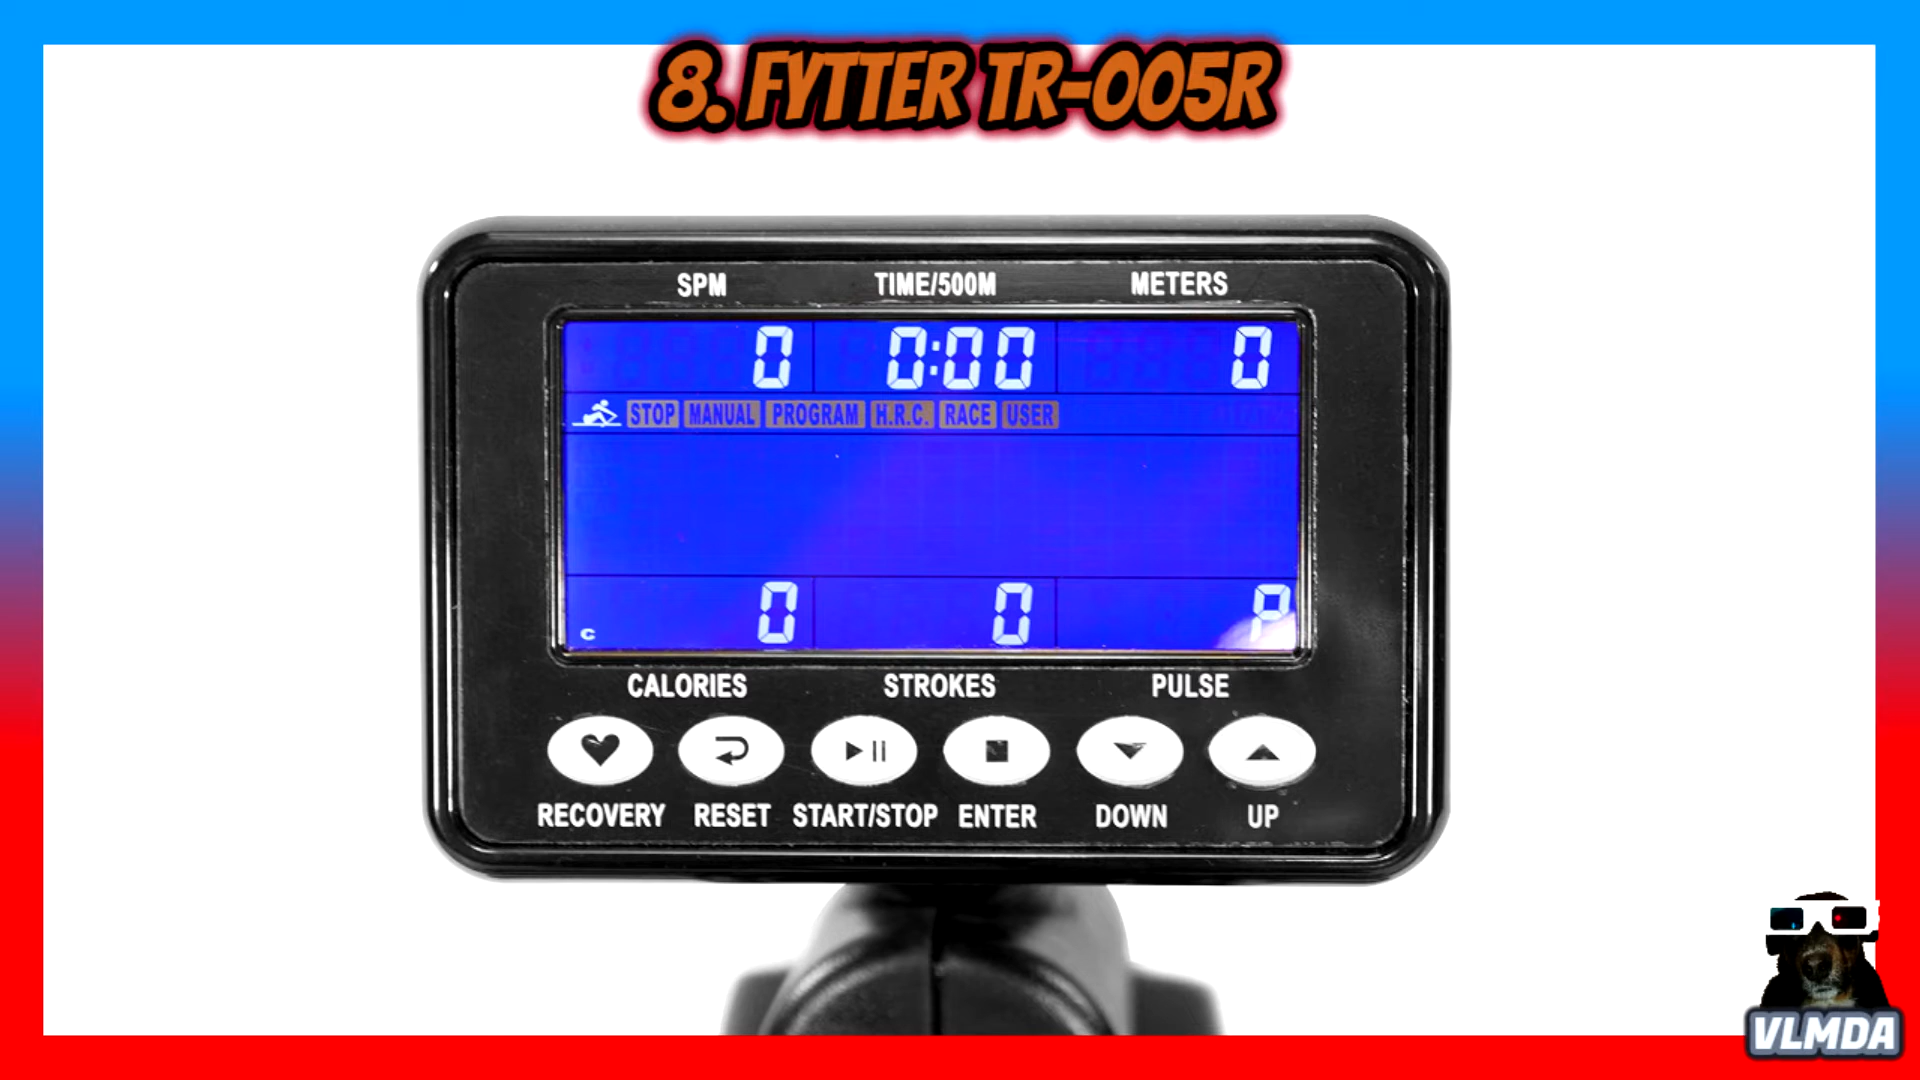 8. FYTTER TR-005R
SPM TIME/500M METERS
0 0:00 0
STOP MANUAL PROGRAM H.R.C. RACE USER
C 0 0 P
CALORIES STROKES PULSE
RECOVERY RESET START/STOP ENTER DOWN UP
VLMDA